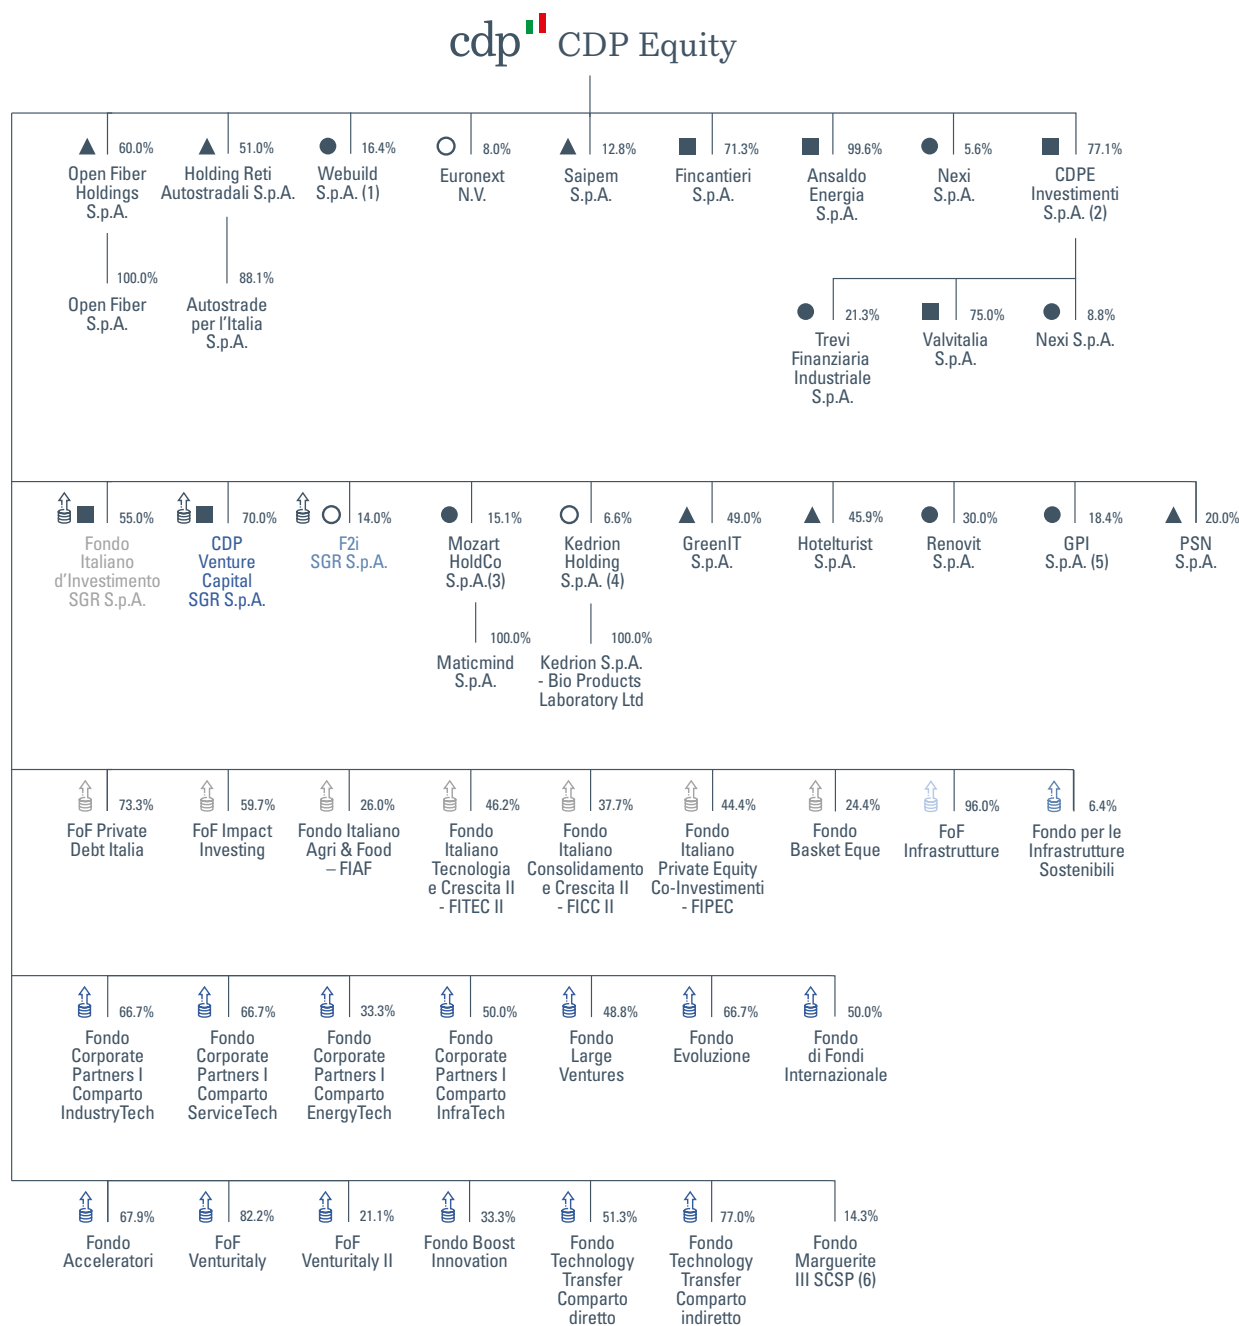 cdp CDP Equity
60.0%
Open Fiber
Holdings
S.p.A.
51.0%
Holding Reti
Autostradali S.p.A.
16.4%
Webuild
S.p.A. (1)
8.0%
Euronext
N.V.
12.8%
Saipem
S.p.A.
71.3%
Fincantieri
S.p.A.
99.6%
Ansaldo
Energia
S.p.A.
5.6%
Nexi
S.p.A.
77.1%
CDPE
Investimenti
S.p.A. (2)
100.0%
Open Fiber
S.p.A.
88.1%
Autostrade
per l'Italia
S.p.A.
21.3%
Trevi
Finanziaria
Industriale
S.p.A.
75.0%
Valvitalia
S.p.A.
8.8%
Nexi S.p.A.
55.0%
Fondo
Italiano
d'Investimento
SGR S.p.A.
70.0%
CDP
Venture
Capital
SGR S.p.A.
14.0%
F2i
SGR S.p.A.
15.1%
Mozart
HoldCo
S.p.A.(3)
6.6%
Kedrion
Holding
S.p.A. (4)
49.0%
GreenIT
S.p.A.
45.9%
Hotelturist
S.p.A.
30.0%
Renovit
S.p.A.
18.4%
GPI
S.p.A. (5)
20.0%
PSN
S.p.A.
100.0%
Maticmind
S.p.A.
100.0%
Kedrion S.p.A.
- Bio Products
Laboratory Ltd
73.3%
FoF Private
Debt Italia
59.7%
FoF Impact
Investing
26.0%
Fondo Italiano
Agri & Food
– FIAF
46.2%
Fondo
Italiano
Tecnologia
e Crescita II
- FITEC II
37.7%
Fondo
Italiano
Consolidamento
e Crescita II
- FICC II
44.4%
Fondo
Italiano
Private Equity
Co-Investimenti
- FIPEC
24.4%
Fondo
Basket Eque
96.0%
FoF
Infrastrutture
6.4%
Fondo per le
Infrastrutture
Sostenibili
66.7%
Fondo
Corporate
Partners I
Comparto
IndustryTech
66.7%
Fondo
Corporate
Partners I
Comparto
ServiceTech
33.3%
Fondo
Corporate
Partners I
Comparto
EnergyTech
50.0%
Fondo
Corporate
Partners I
Comparto
InfraTech
48.8%
Fondo
Large
Ventures
66.7%
Fondo
Evoluzione
50.0%
Fondo
di Fondi
Internazionale
67.9%
Fondo
Acceleratori
82.2%
FoF
Venturitaly
21.1%
FoF
Venturitaly II
33.3%
Fondo Boost
Innovation
51.3%
Fondo
Technology
Transfer
Comparto
diretto
77.0%
Fondo
Technology
Transfer
Comparto
indiretto
14.3%
Fondo
Marguerite
III SCSP (6)